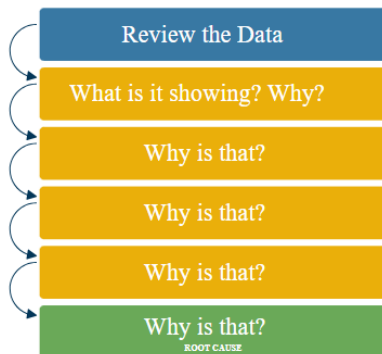 Review the Data
What is it showing? Why?
Why is that?
Why is that?
Why is that?
Why is that?
ROOT CAUSE